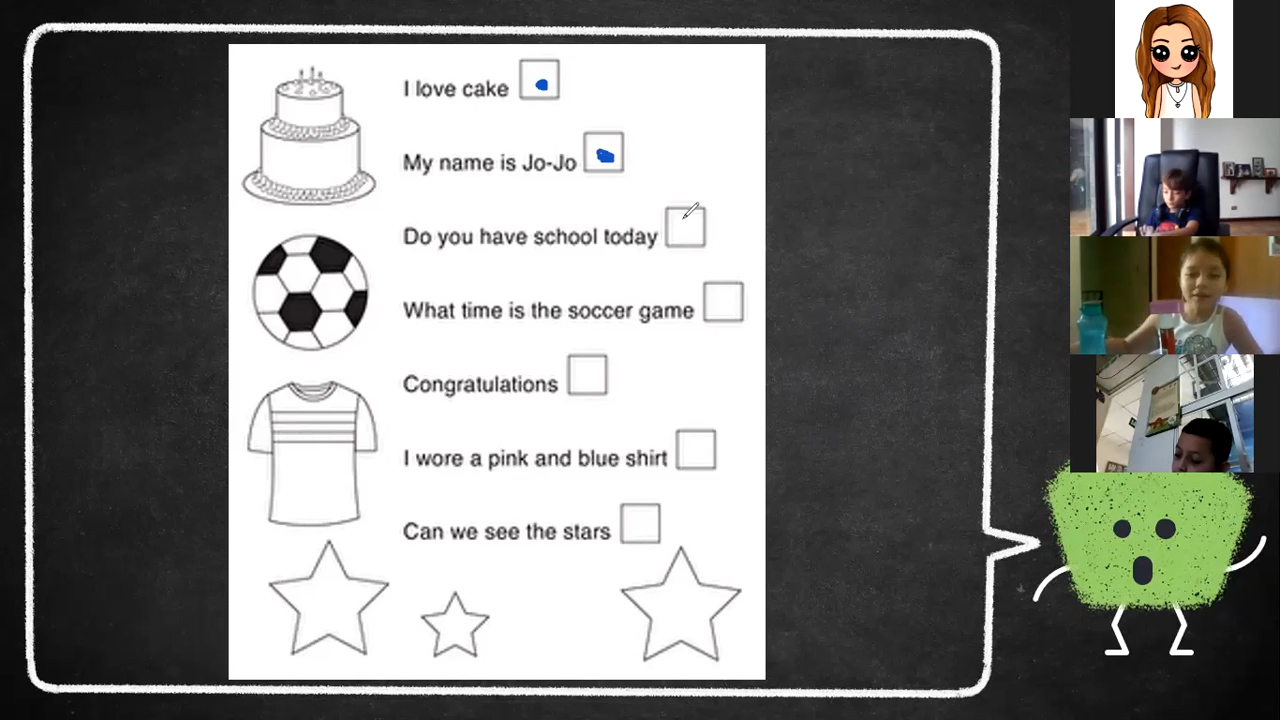 I love cake
My name is Jo-Jo
Do you have school today
What time is the soccer game
Congratulations
I wore a pink and blue shirt
Can we see the stars